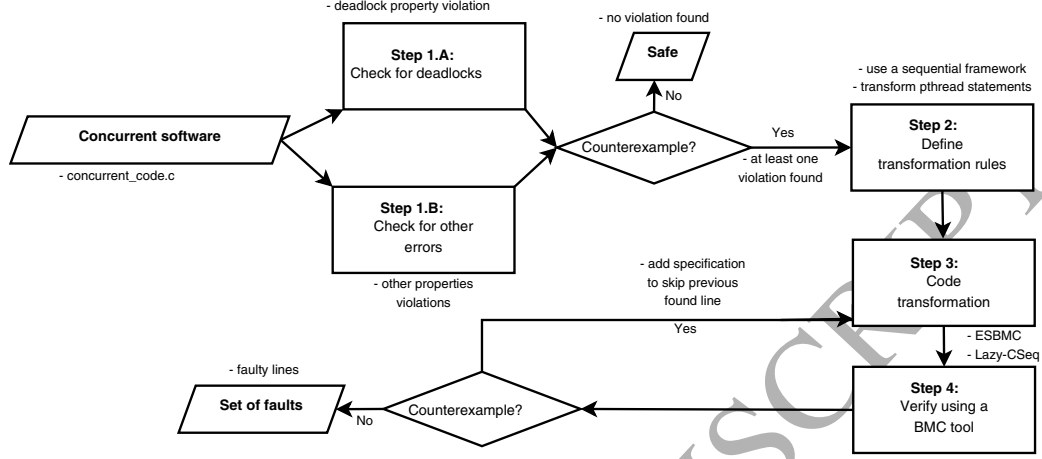 - deadlock property violation
Step 1.A:
Check for deadlocks
- no violation found
Safe
No
- use a sequential framework
- transform pthread statements
Concurrent software
- concurrent_code.c
Counterexample?
Yes
- at least one
violation found
Step 2:
Define
transformation rules
Step 1.B:
Check for other
errors
- other properties
violations
- add specification
to skip previous
found line
Yes
Step 3:
Code
transformation
- ESBMC
- Lazy-CSeq
- faulty lines
Set of faults
No
Counterexample?
Step 4:
Verify using a
BMC tool